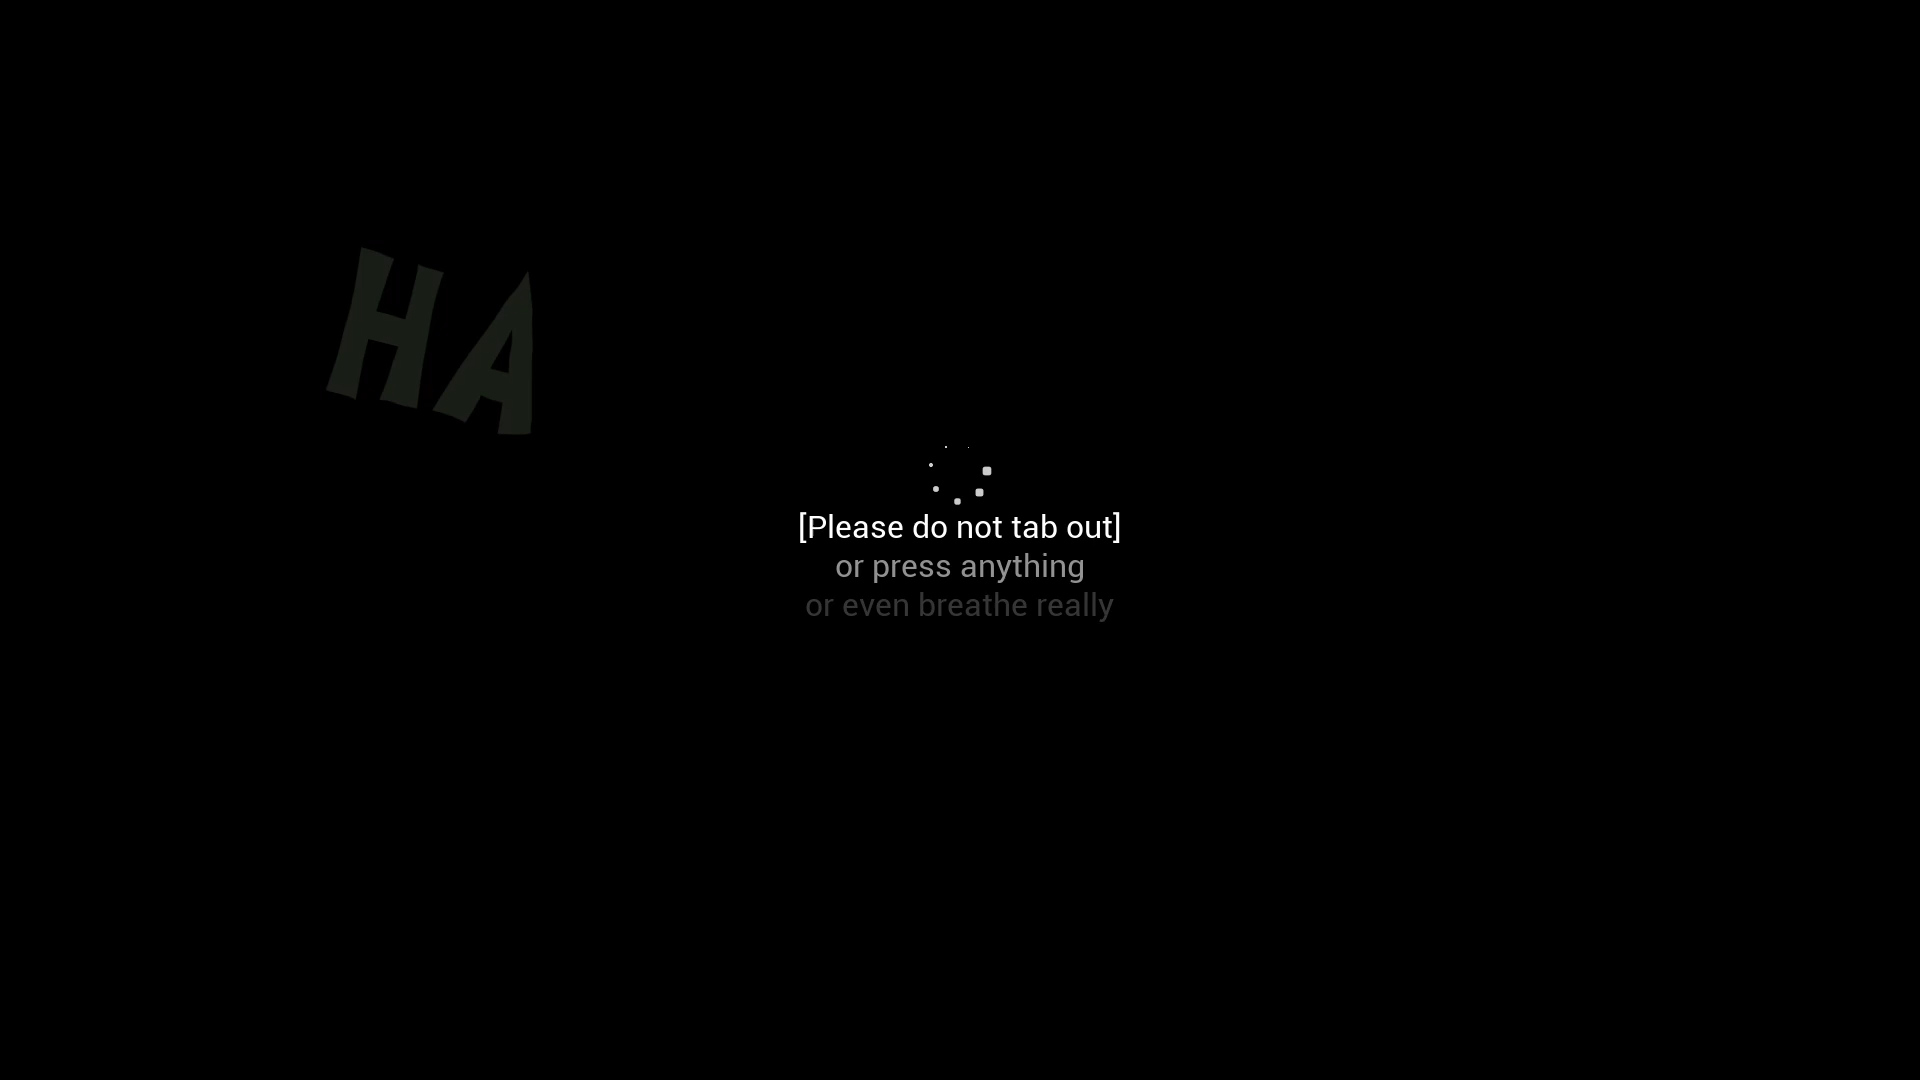 HA
[Please do not tab out]
or press anything
or even breathe really